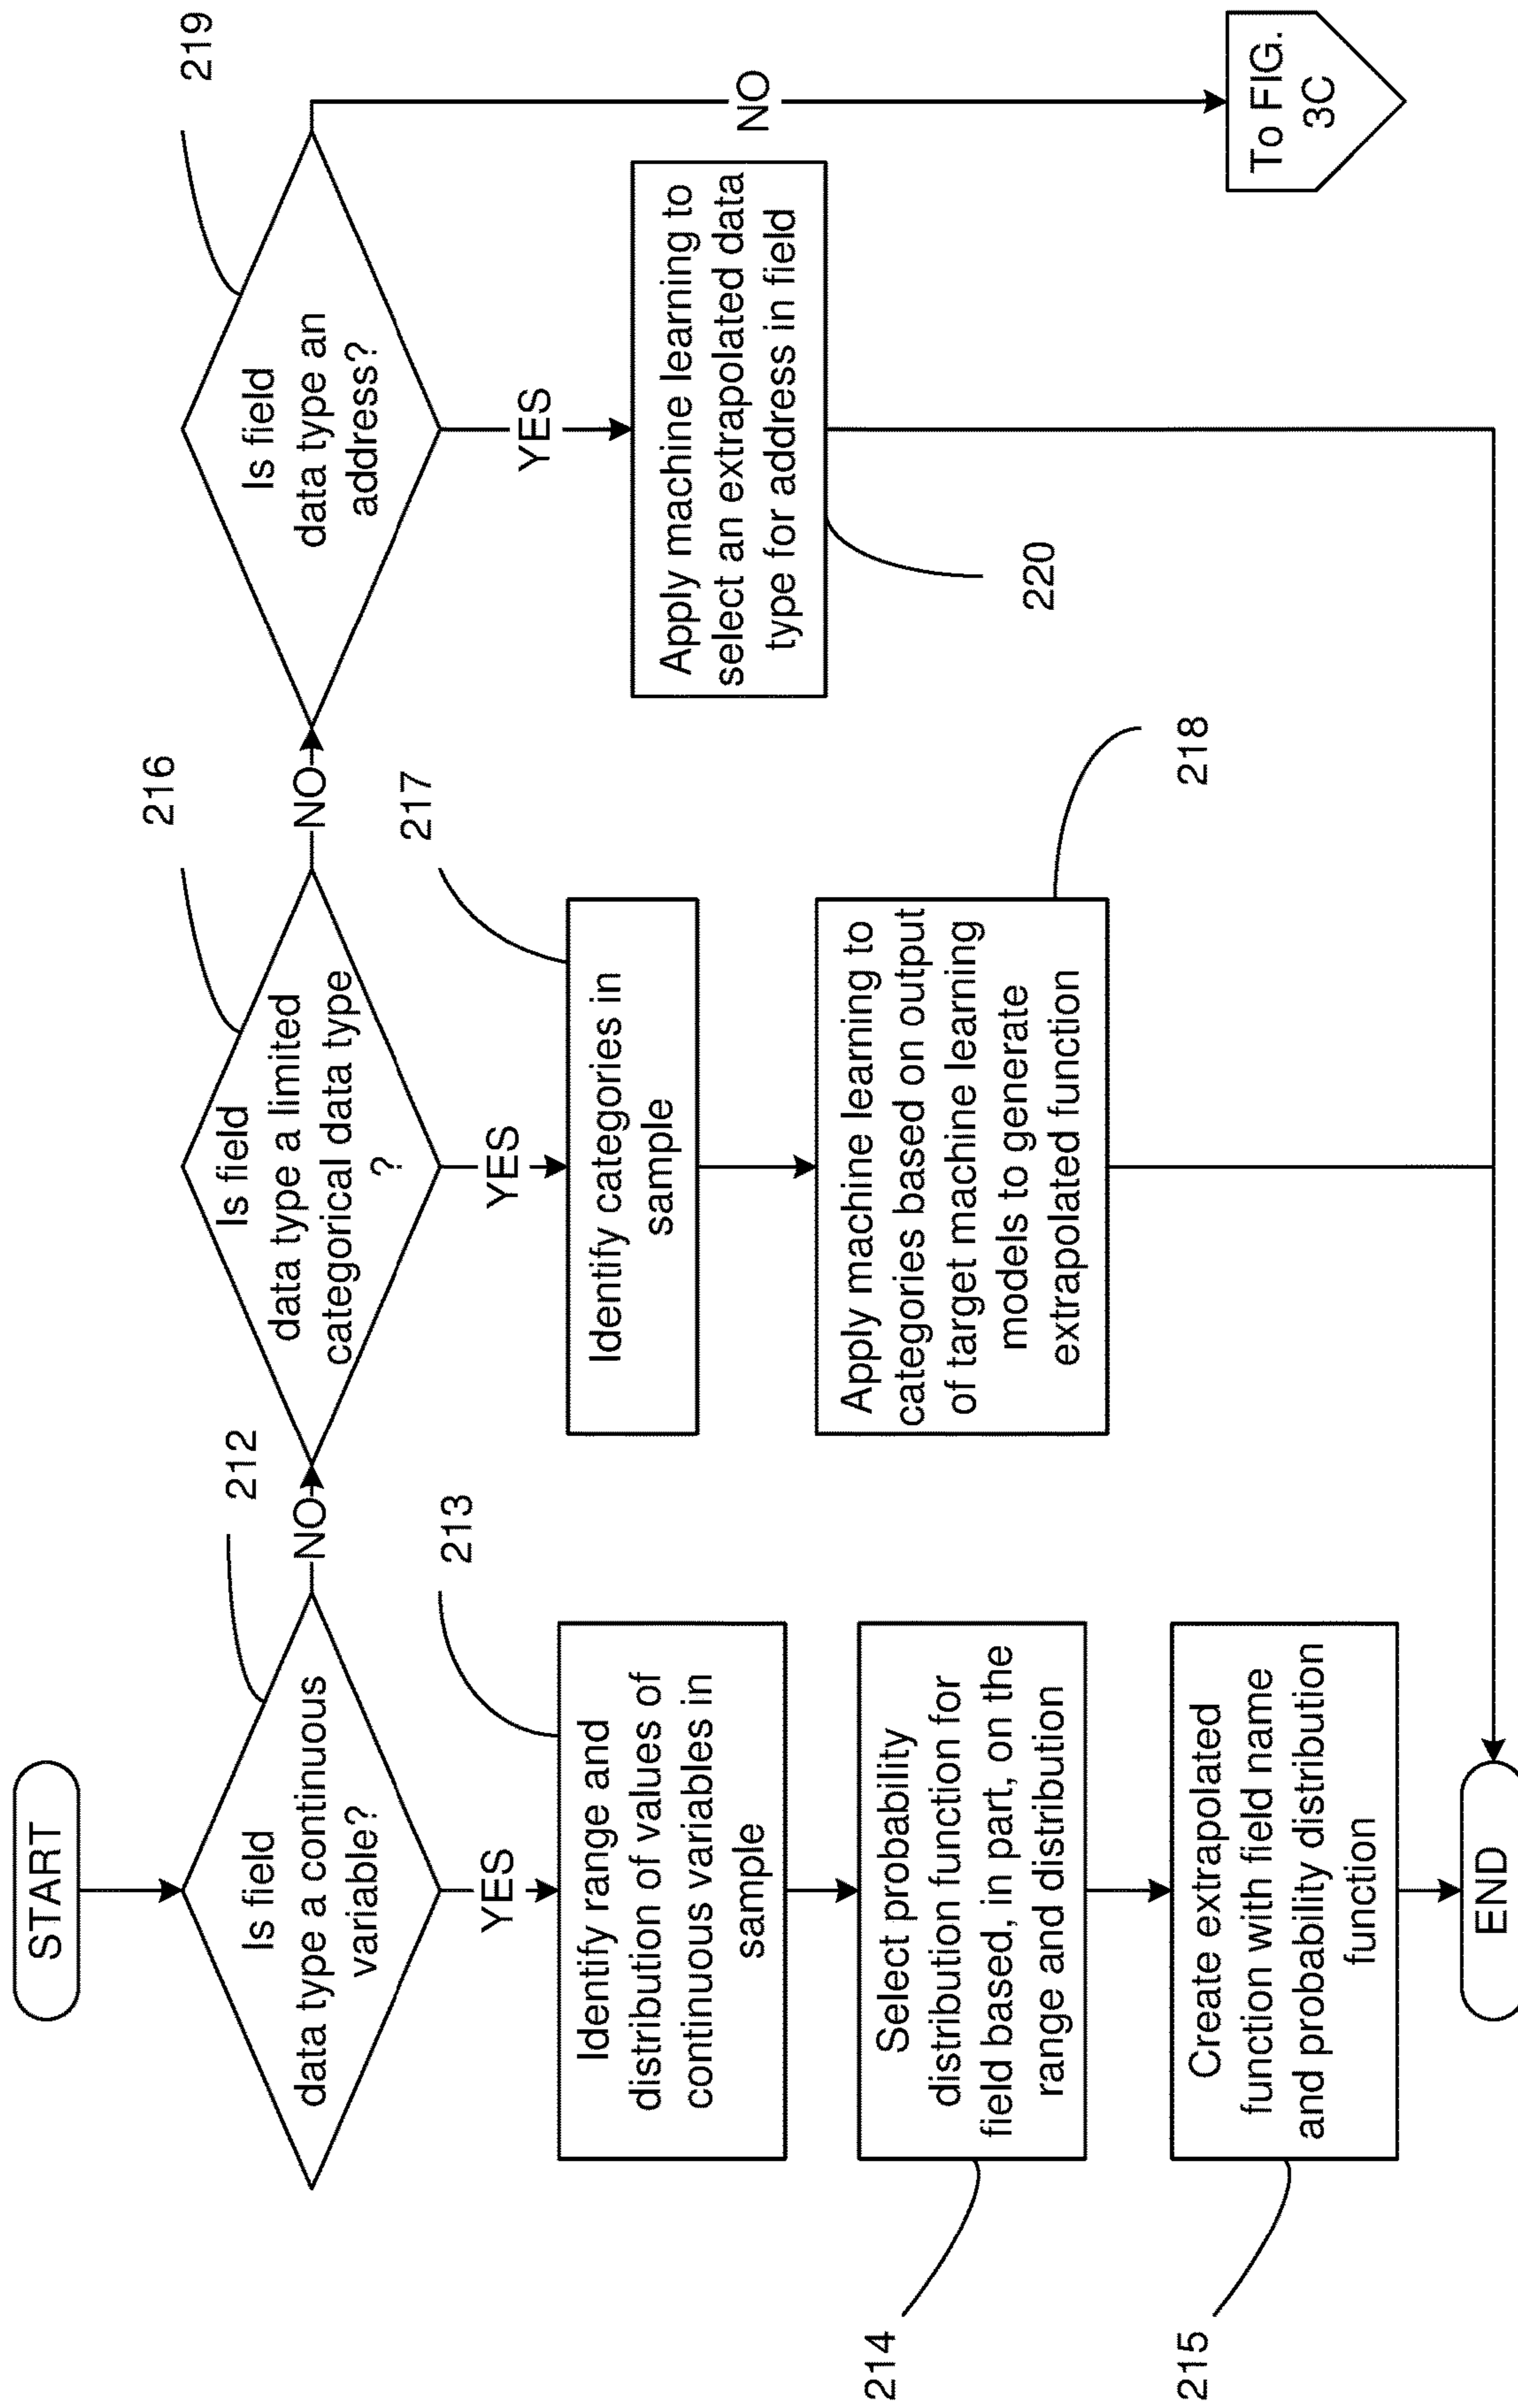 START
212
Is field
data type a continuous
variable?
NO
YES
213
Identify range and
distribution of values of
continuous variables in
sample
214
Select probability
distribution function for
field based, in part, on the
range and distribution
215
Create extrapolated
function with field name
and probability distribution
function
END
216
Is field
data type a limited
categorical data type
?
NO
YES
217
Identify categories in
sample
218
Apply machine learning to
categories based on output
of target machine learning
models to generate
extrapolated function
219
Is field
data type an
address?
YES
NO
Apply machine learning to
select an extrapolated data
type for address in field
220
To FIG.
3C